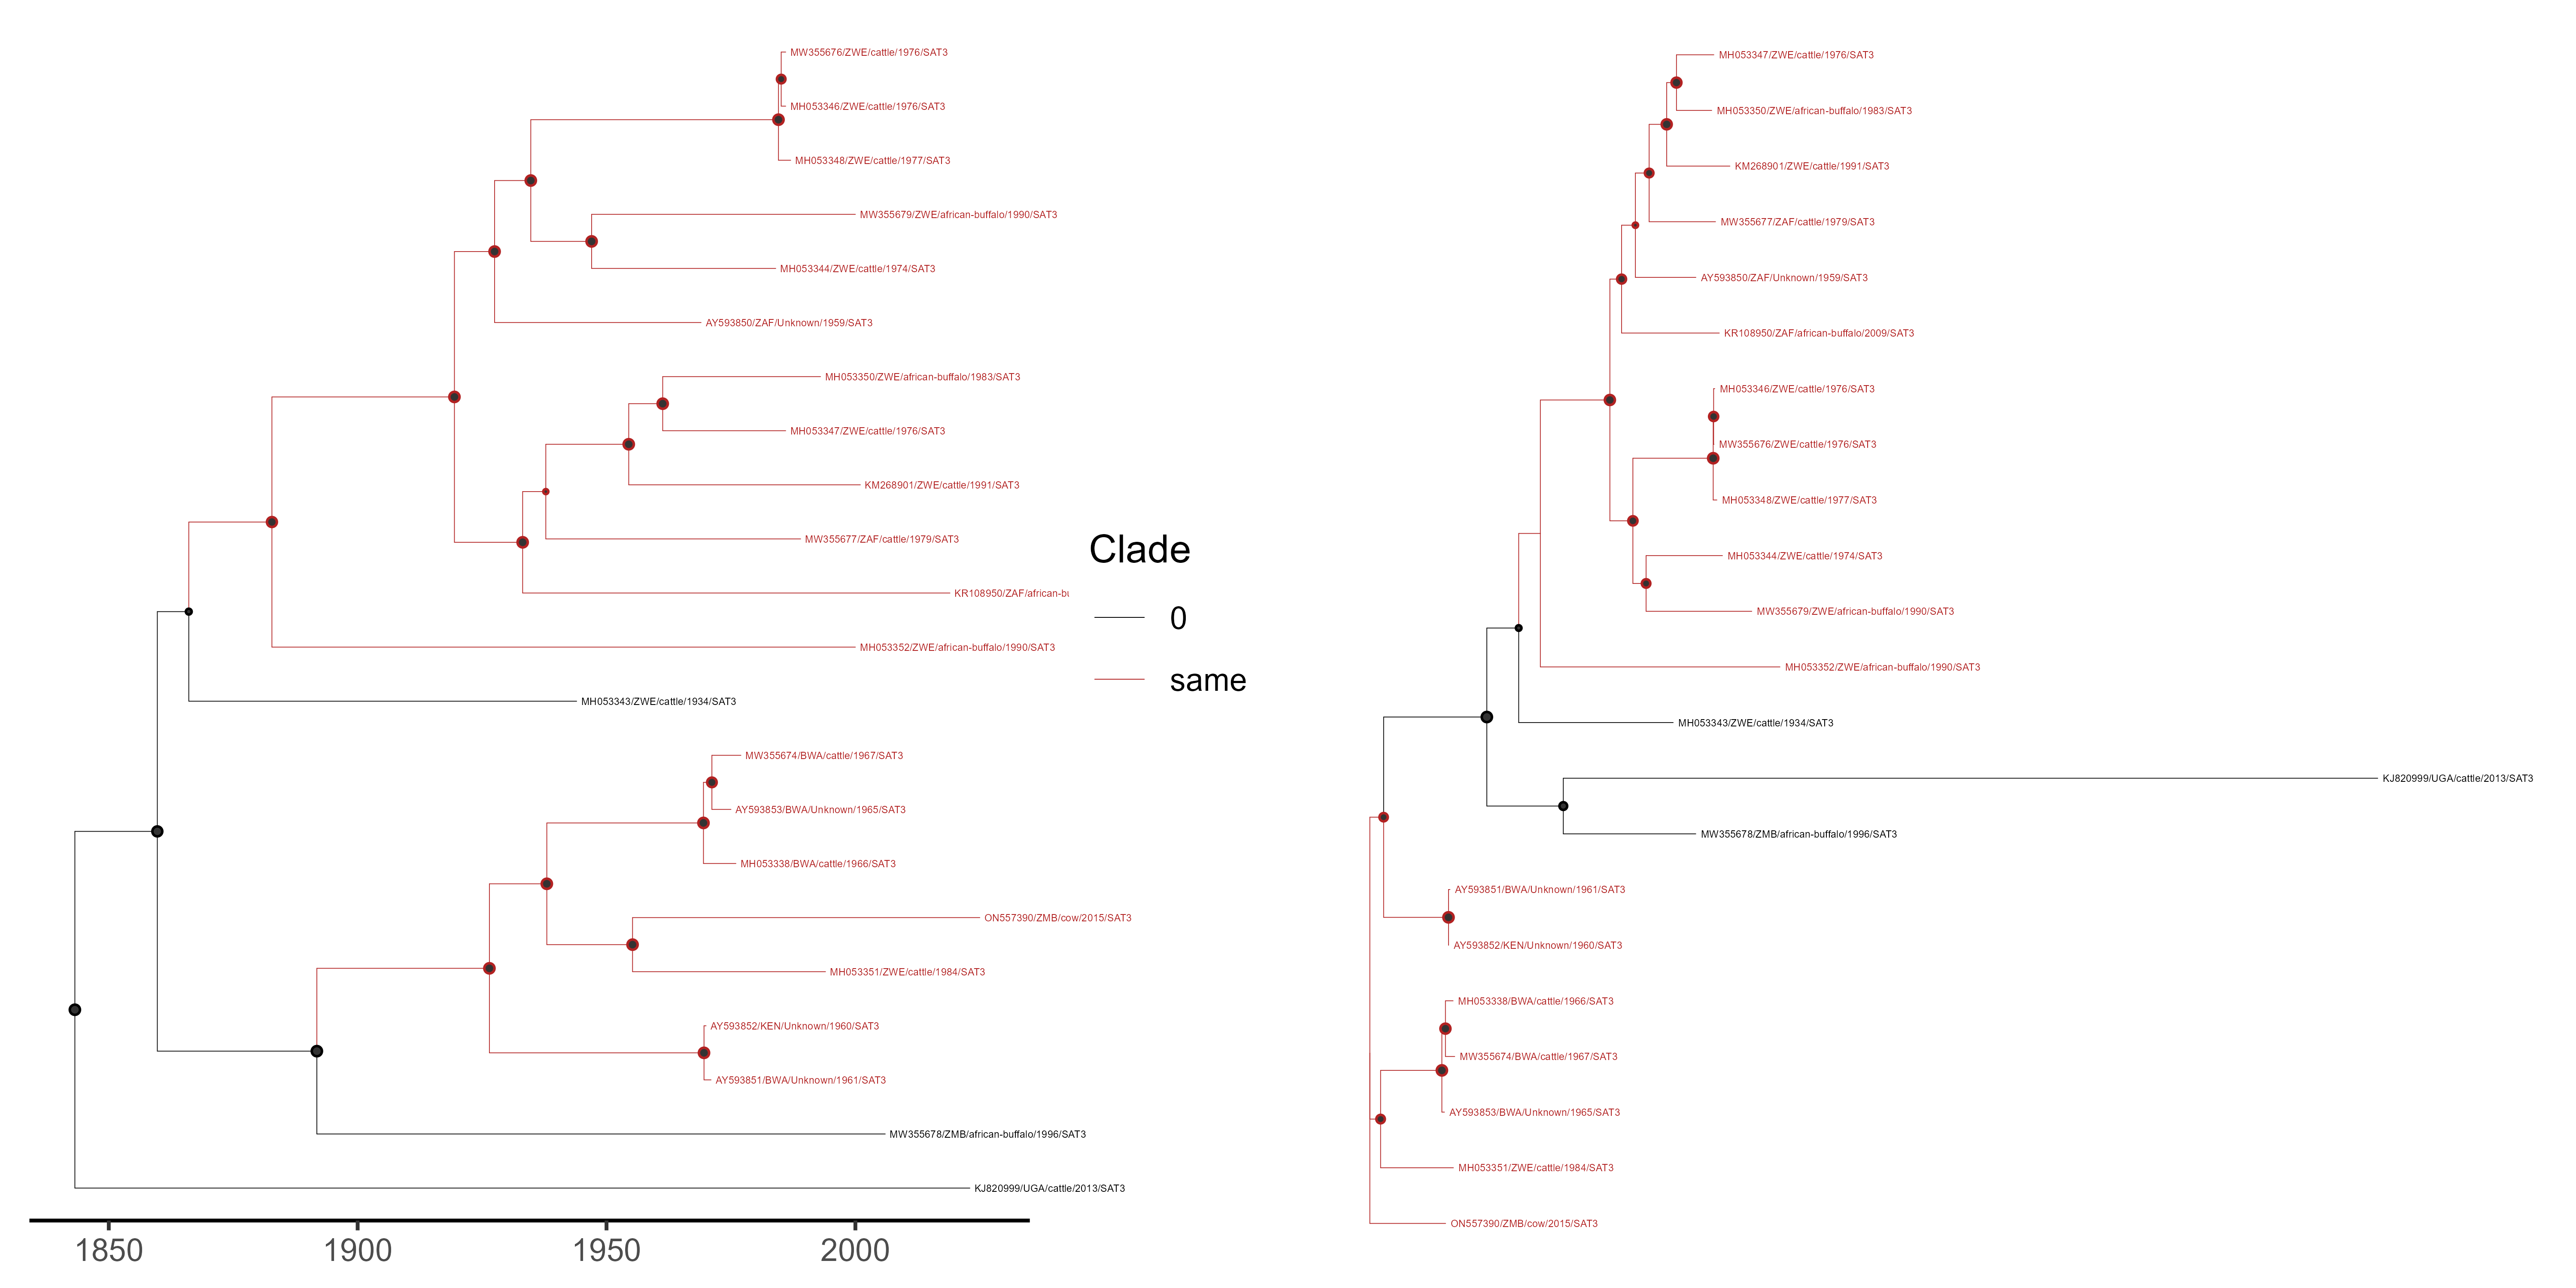 MW355676/ZWE/cattle/1976/SAT3
MH053346/ZWE/cattle/1976/SAT3
MH053348/ZWE/cattle/1977/SAT3
MW355679/ZWE/african-buffalo/1990/SAT3
MH053344/ZWE/cattle/1974/SAT3
AY593850/ZAF/Unknown/1959/SAT3
MH053350/ZWE/african-buffalo/1983/SAT3
MH053347/ZWE/cattle/1976/SAT3
KM268901/ZWE/cattle/1991/SAT3
MW355677/ZAF/cattle/1979/SAT3
KR108950/ZAF/african-bu
MH053352/ZWE/african-buffalo/1990/SAT3
MH053343/ZWE/cattle/1934/SAT3
MW355674/BWA/cattle/1967/SAT3
AY593853/BWA/Unknown/1965/SAT3
MH053338/BWA/cattle/1966/SAT3
ON557390/ZMB/cow/2015/SAT3
MH053351/ZWE/cattle/1984/SAT3
AY593852/KEN/Unknown/1960/SAT3
AY593851/BWA/Unknown/1961/SAT3
MW355678/ZMB/african-buffalo/1996/SAT3
KJ820999/UGA/cattle/2013/SAT3
1850 1900 1950 2000
Clade
0
same
MH053347/ZWE/cattle/1976/SAT3
MH053350/ZWE/african-buffalo/1983/SAT3
KM268901/ZWE/cattle/1991/SAT3
MW355677/ZAF/cattle/1979/SAT3
AY593850/ZAF/Unknown/1959/SAT3
KR108950/ZAF/african-buffalo/2009/SAT3
MH053346/ZWE/cattle/1976/SAT3
MW355676/ZWE/cattle/1976/SAT3
MH053348/ZWE/cattle/1977/SAT3
MH053344/ZWE/cattle/1974/SAT3
MW355679/ZWE/african-buffalo/1990/SAT3
MH053352/ZWE/african-buffalo/1990/SAT3
MH053343/ZWE/cattle/1934/SAT3
KJ820999/UGA/cattle/2013/SAT3
MW355678/ZMB/african-buffalo/1996/SAT3
AY593851/BWA/Unknown/1961/SAT3
AY593852/KEN/Unknown/1960/SAT3
MH053338/BWA/cattle/1966/SAT3
MW355674/BWA/cattle/1967/SAT3
AY593853/BWA/Unknown/1965/SAT3
MH053351/ZWE/cattle/1984/SAT3
ON557390/ZMB/cow/2015/SAT3